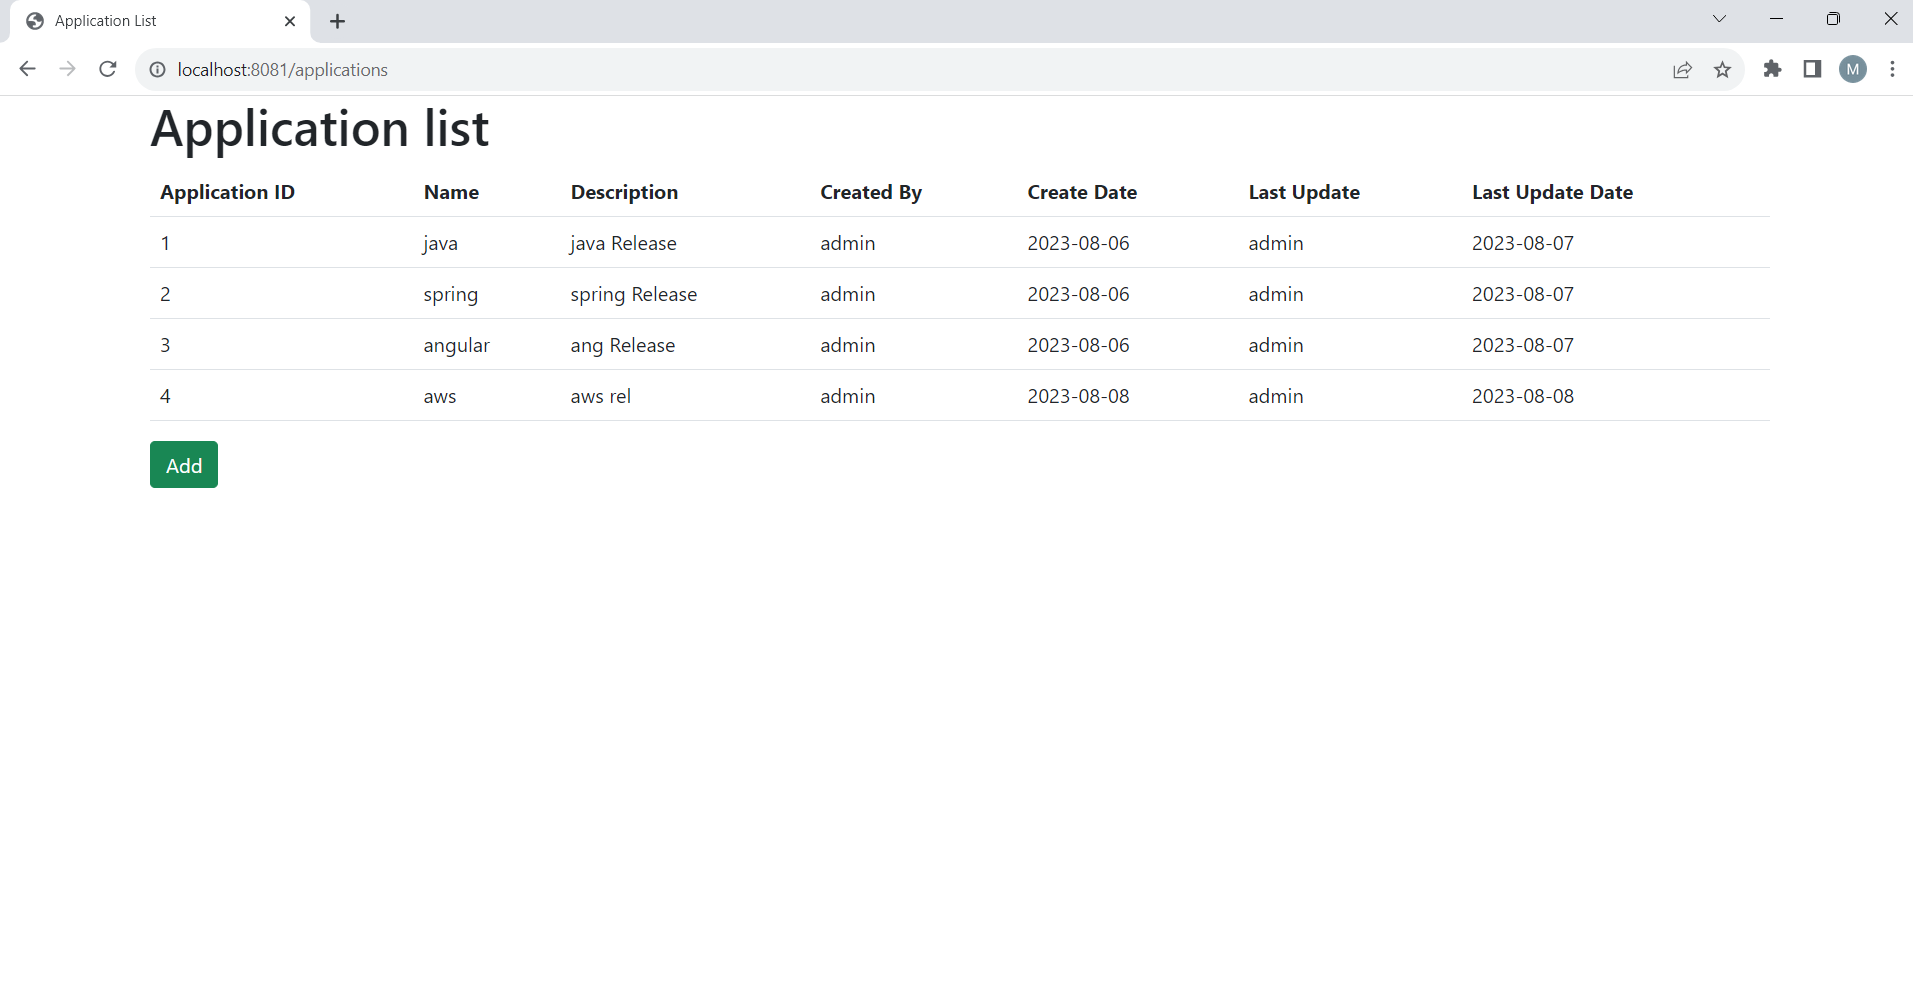 Application List
localhost:8081/applications
M
Application list
Application ID Name Description Created By Create Date Last Update Last Update Date
1 java java Release admin 2023-08-06 admin 2023-08-07
2 spring spring Release admin 2023-08-06 admin 2023-08-07
3 angular ang Release admin 2023-08-06 admin 2023-08-07
4 aws aws rel admin 2023-08-08 admin 2023-08-08
Add